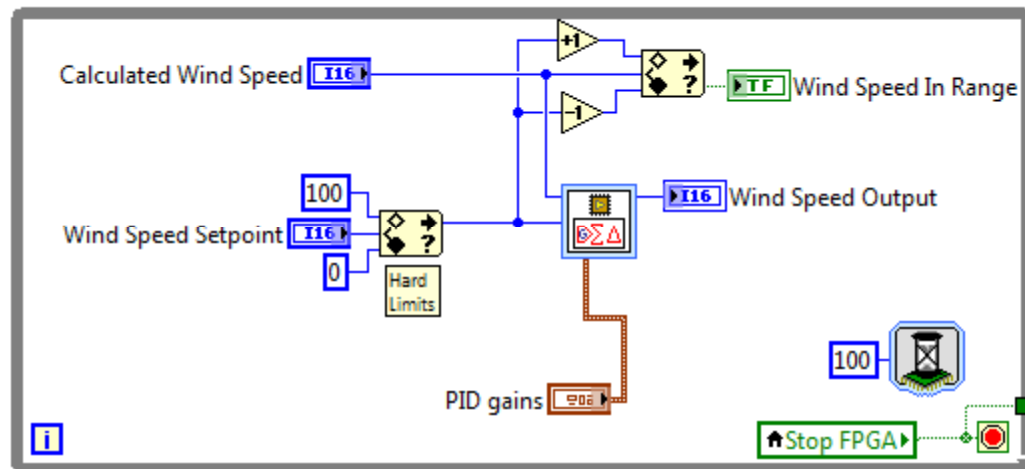 +1
Calculated Wind Speed I16
? TF Wind Speed In Range
-1
100
I16 Wind Speed Output
Wind Speed Setpoint I16 ?
0
Hard
Limits
100
PID gains
i
Stop FPGA